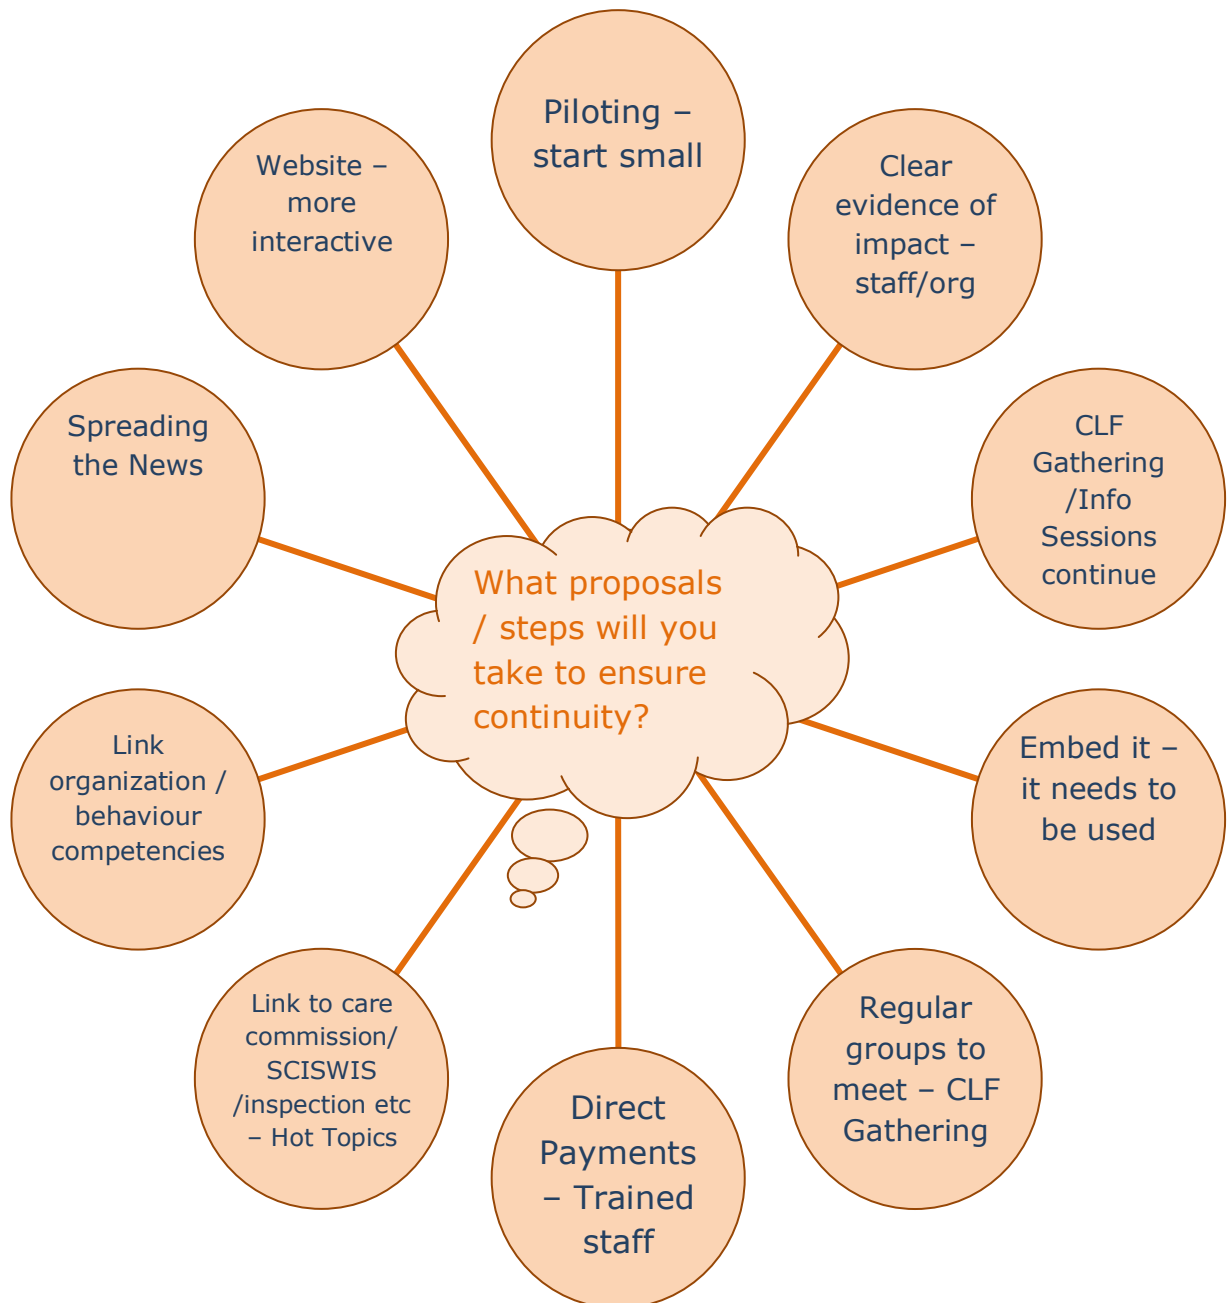 Piloting –
start small
Website –
more
interactive
Clear
evidence of
impact –
staff/org
Spreading
the News
CLF
Gathering
/Info
Sessions
continue
What proposals
/ steps will you
take to ensure
continuity?
Link
organization /
behaviour
competencies
Embed it –
it needs to
be used
Link to care
commission/
SCISWIS
/inspection etc
– Hot Topics
Regular
groups to
meet – CLF
Gathering
Direct
Payments
– Trained
staff